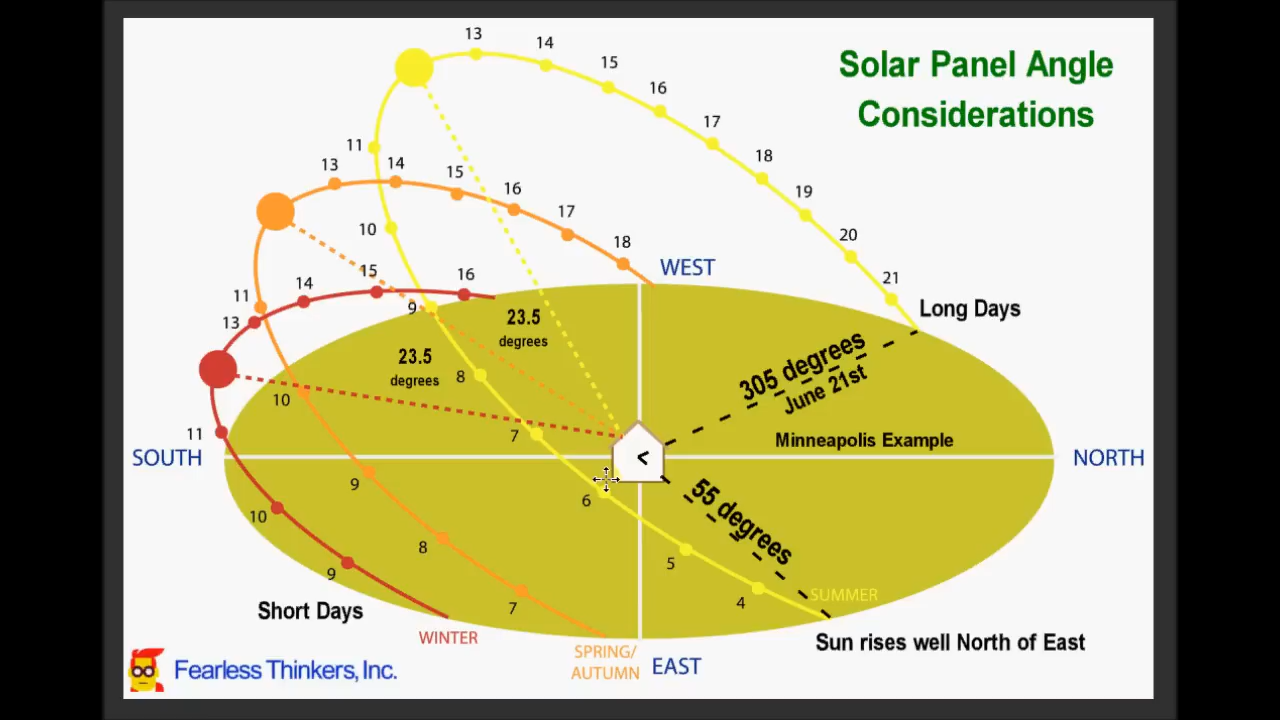 Solar Panel Angle
Considerations
13
14
15
16
17
18
19
20
21
11
10
9
8
7
6
5
4
13
14
15
16
17
18
11
10
9
8
7
13
14
15
16
11
10
9
WEST
Long Days
23.5
degrees
23.5
degrees
305 degrees
June 21st
Minneapolis Example
SOUTH
<
NORTH
55 degrees
SUMMER
Short Days
WINTER
SPRING/
AUTUMN
EAST
Sun rises well North of East
Fearless Thinkers, Inc.